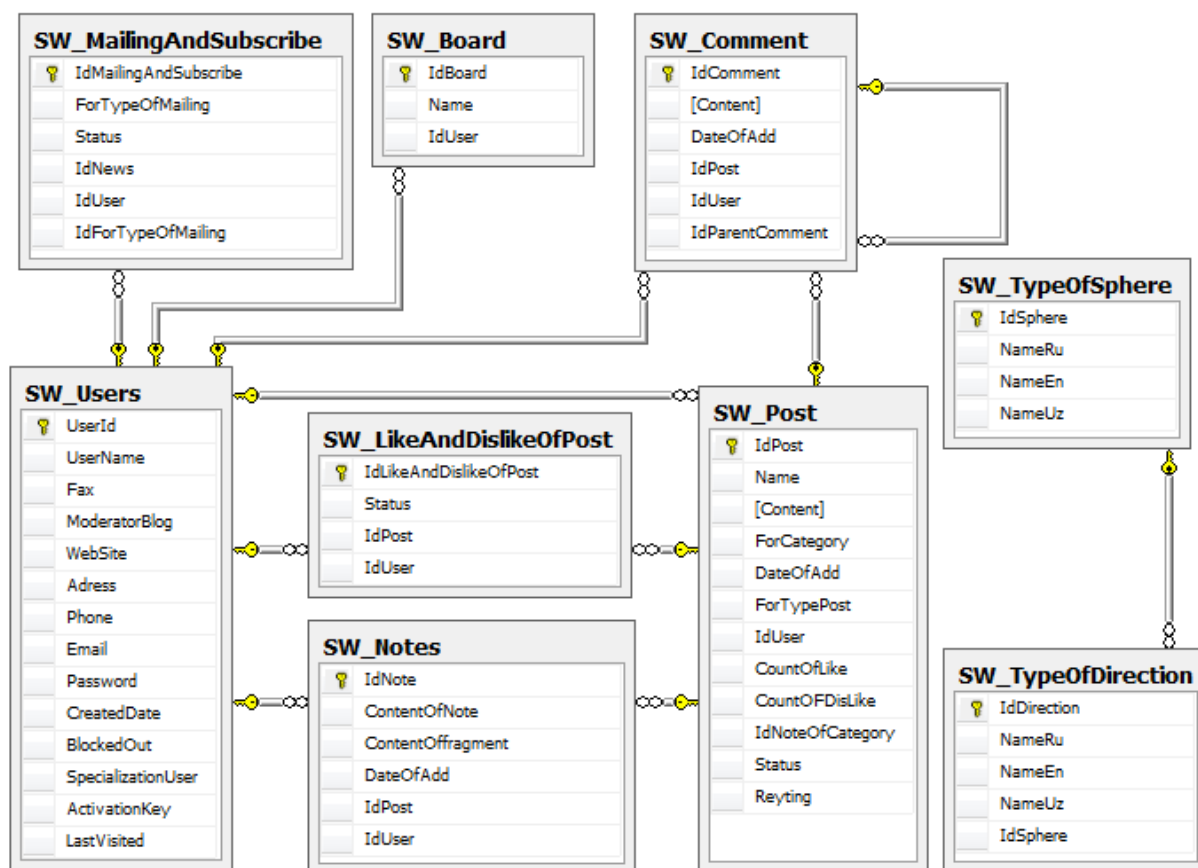 SW_MailingAndSubscribe
IdMailingAndSubscribe
ForTypeOfMailing
Status
IdNews
IdUser
IdForTypeOfMailing
SW_Board
IdBoard
Name
IdUser
SW_Comment
IdComment
[Content]
DateOfAdd
IdPost
IdUser
IdParentComment
SW_TypeOfSphere
IdSphere
NameRu
NameEn
NameUz
SW_Users
UserId
UserName
Fax
ModeratorBlog
WebSite
Adress
Phone
Email
Password
CreatedDate
BlockedOut
SpecializationUser
ActivationKey
LastVisited
SW_LikeAndDislikeOfPost
IdLikeAndDislikeOfPost
Status
IdPost
IdUser
SW_Notes
IdNote
ContentOfNote
ContentOffragment
DateOfAdd
IdPost
IdUser
SW_Post
IdPost
Name
[Content]
ForCategory
DateOfAdd
ForTypePost
IdUser
CountOfLike
CountOFDisLike
IdNoteOfCategory
Status
Reyting
SW_TypeOfDirection
IdDirection
NameRu
NameEn
NameUz
IdSphere